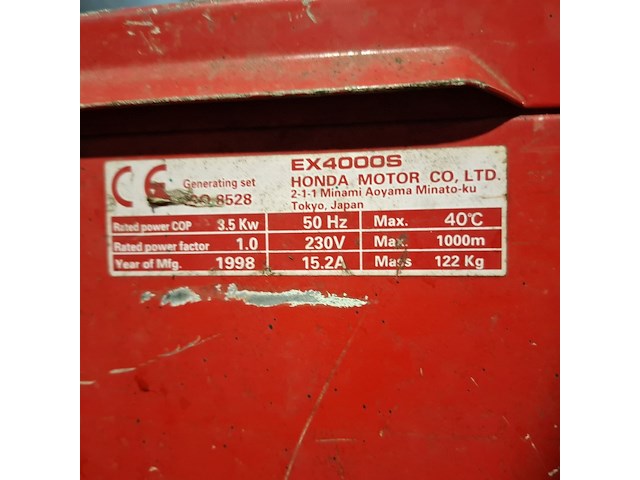 CE Generating set EX4000S
8528 HONDA MOTOR CO, LTD.
2-1-1 Minami Aoyama Minato-ku
Tokyo, Japan
Rated power COP 3.5 Kw 50 Hz Max. 40°C
Rated power factor 1.0 230V Max. 1000m
Year of Mfg. 1998 15.2A Mass 122 Kg